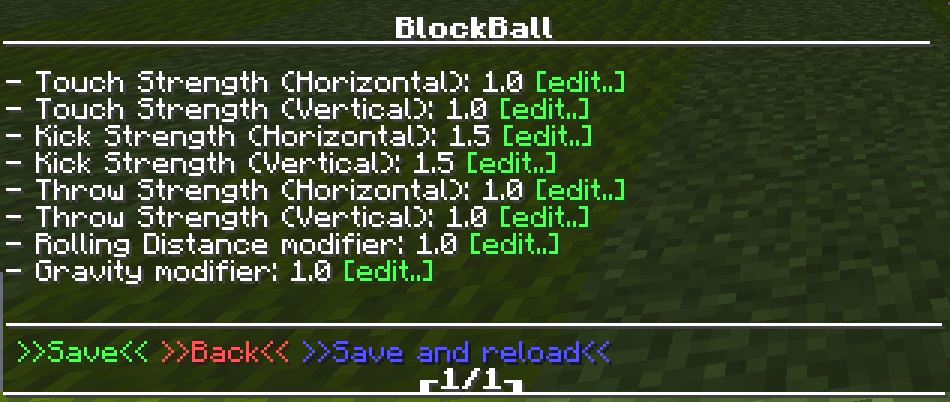 BlockBall
- Touch Strength (Horizontal): 1.0 [edit..]
- Touch Strength (Vertical): 1.0 [edit..]
- Kick Strength (Horizontal): 1.5 [edit..]
- Kick Strength (Vertical): 1.5 [edit..]
- Throw Strength (Horizontal): 1.0 [edit..]
- Throw Strength (Vertical): 1.0 [edit..]
- Rolling Distance modifier: 1.0 [edit..]
- Gravity modifier: 1.0 [edit..]
>>Save<< >>Back<< >>Save and reload<<
┌1/1┐